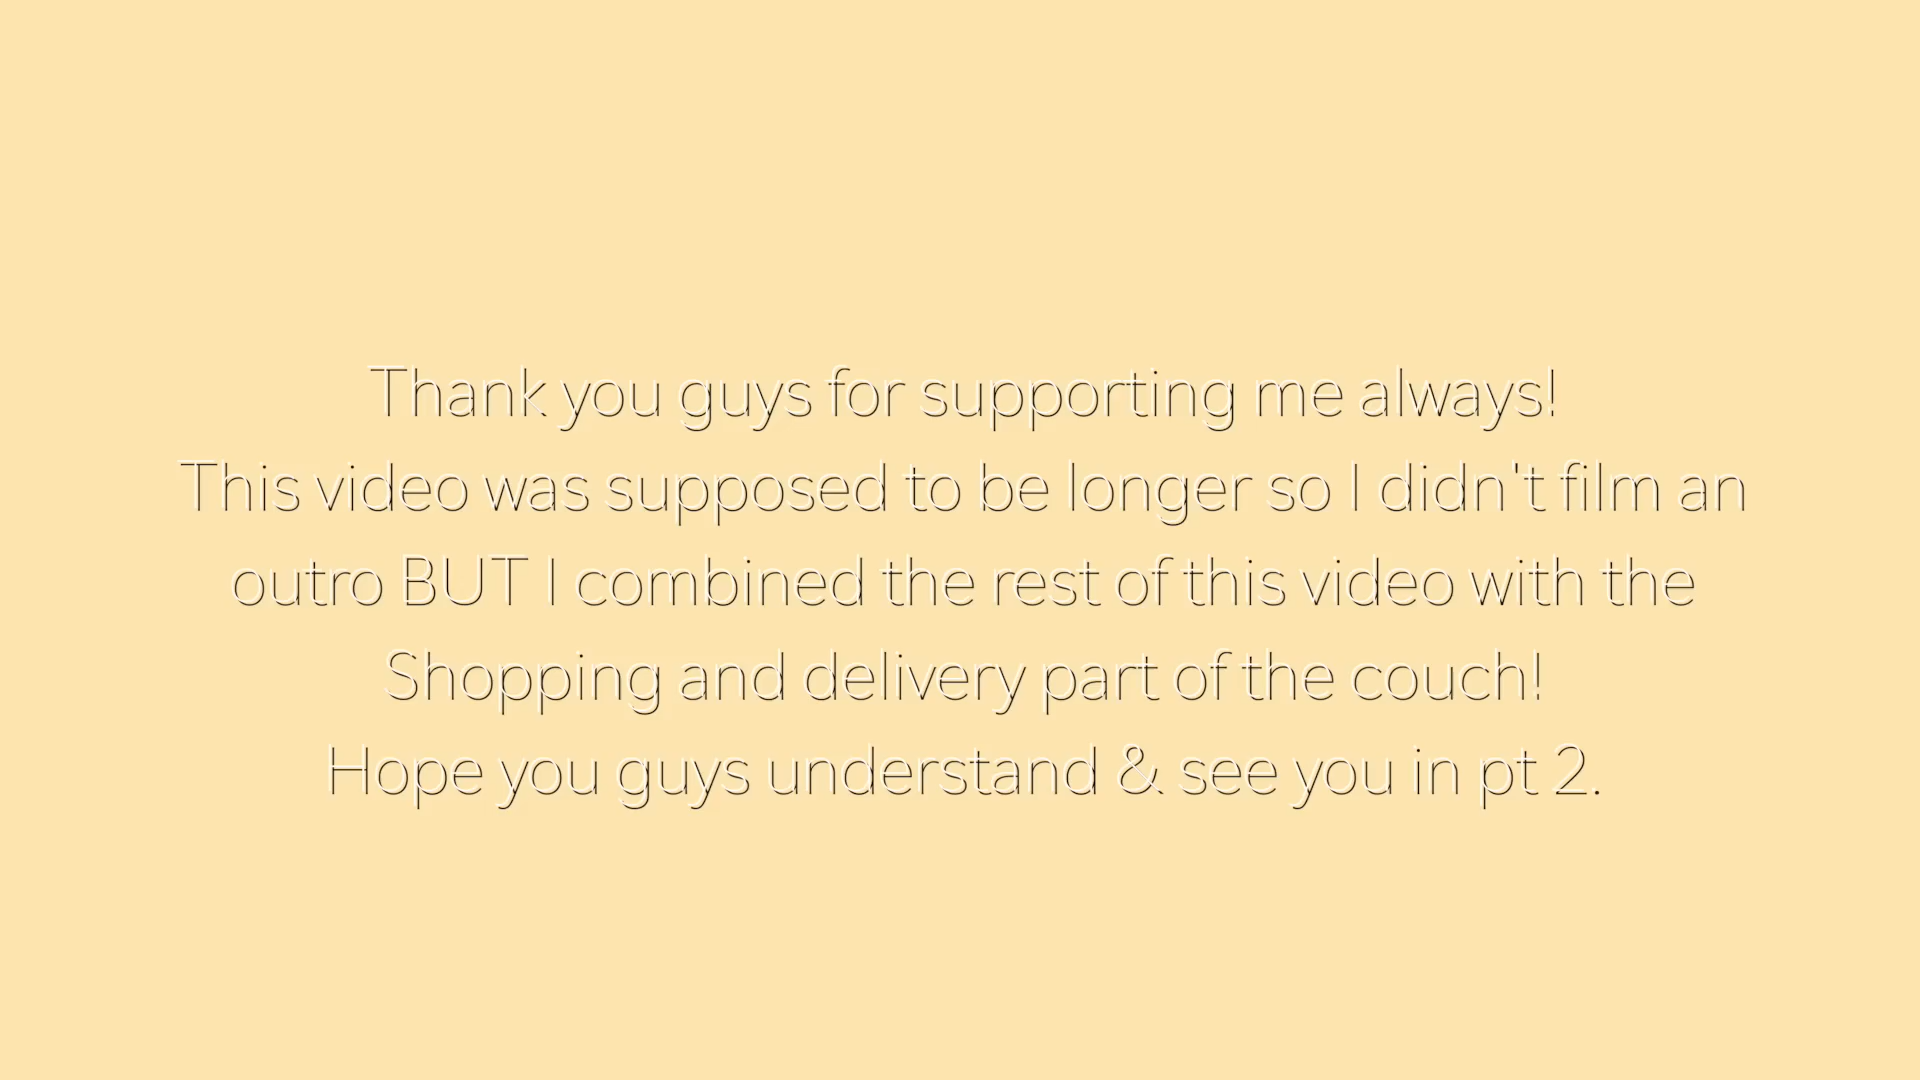 Thank you guys for supporting me always!
This video was supposed to be longer so I didn't film an
outro BUT I combined the rest of this video with the
Shopping and delivery part of the couch!
Hope you guys understand & see you in pt 2.